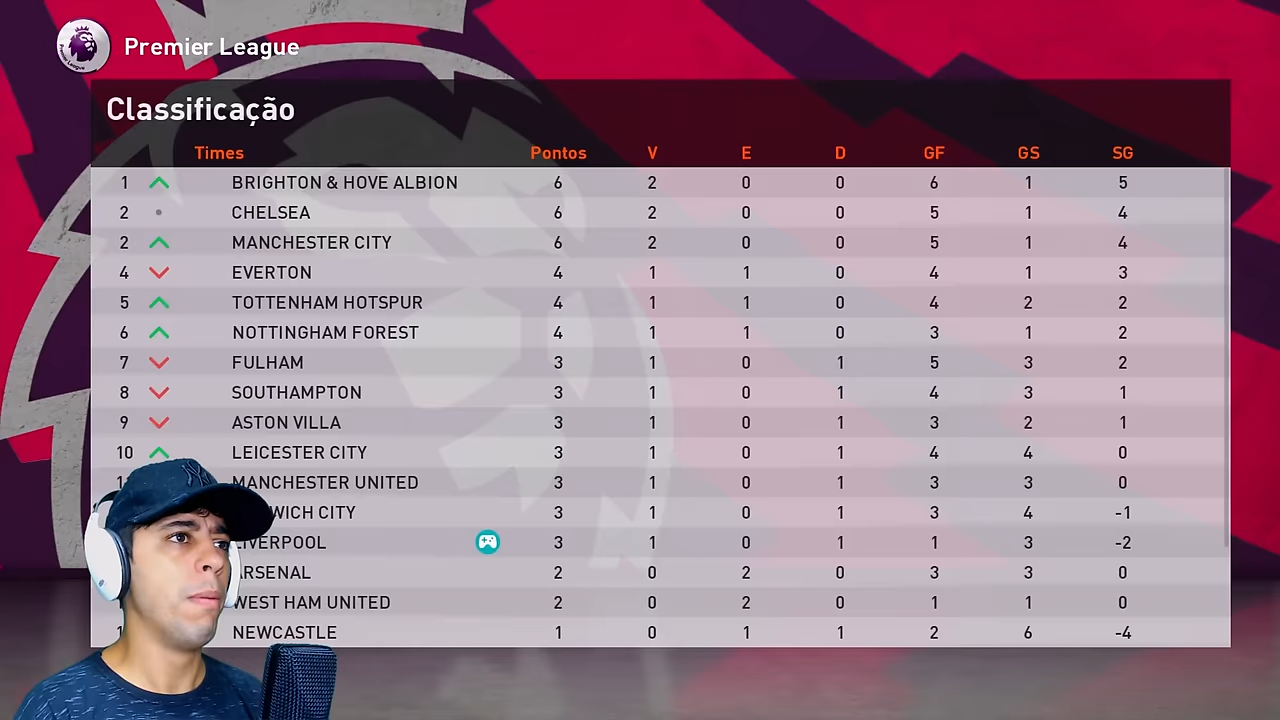 Premier League
Classificação
Times Pontos V E D GF GS SG
1 BRIGHTON & HOVE ALBION 6 2 0 0 6 1 5
2 CHELSEA 6 2 0 0 5 1 4
2 MANCHESTER CITY 6 2 0 0 5 1 4
4 EVERTON 4 1 1 0 4 1 3
5 TOTTENHAM HOTSPUR 4 1 1 0 4 2 2
6 NOTTINGHAM FOREST 4 1 1 0 3 1 2
7 FULHAM 3 1 0 1 5 3 2
8 SOUTHAMPTON 3 1 0 1 4 3 1
9 ASTON VILLA 3 1 0 1 3 2 1
10 LEICESTER CITY 3 1 0 1 4 4 0
MANCHESTER UNITED 3 1 0 1 3 3 0
CITY 3 1 0 1 3 4 -1
LIVERPOOL 3 1 0 1 1 3 -2
ARSENAL 2 0 2 0 3 3 0
WEST HAM UNITED 2 0 2 0 1 1 0
NEWCASTLE 1 0 1 1 2 6 -4